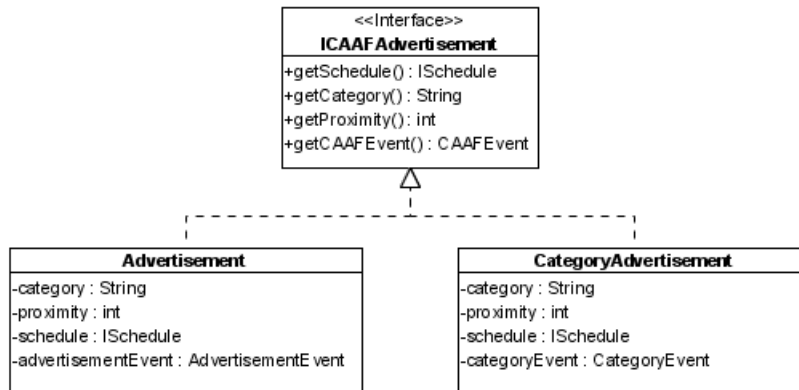 <<Interface>>
ICAAFAdvertisement
+getSchedule() : ISchedule
+getCategory() : String
+getProximity() : int
+getCAAFEvent() : CAAFEvent
Advertisement
-category : String
-proximity : int
-schedule : ISchedule
-advertisementEvent : AdvertisementEvent
CategoryAdvertisement
-category : String
-proximity : int
-schedule : ISchedule
-categoryEvent : CategoryEvent